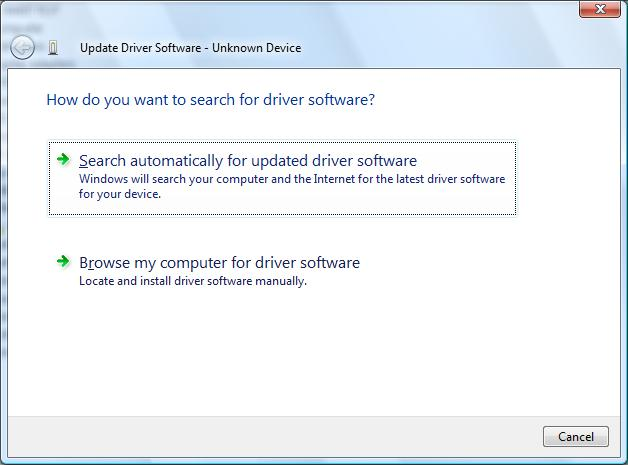 Update Driver Software - Unknown Device
How do you want to search for driver software?
Search automatically for updated driver software
Windows will search your computer and the Internet for the latest driver software
for your device.
Browse my computer for driver software
Locate and install driver software manually.
Cancel